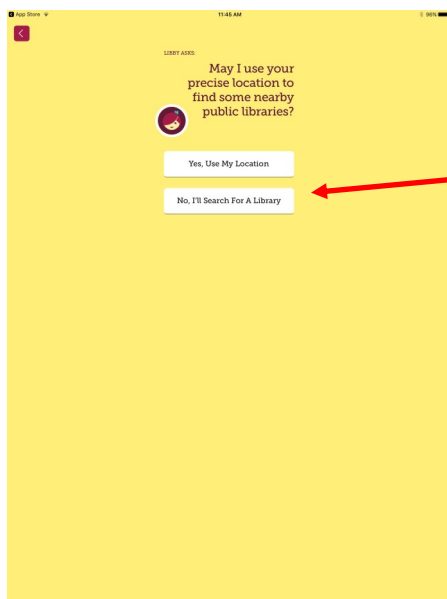 App Store
11:45 AM
96%
LIBBY ASKS:
May I use your
precise location to
find some nearby
public libraries?
Yes, Use My Location
No, I'll Search For A Library